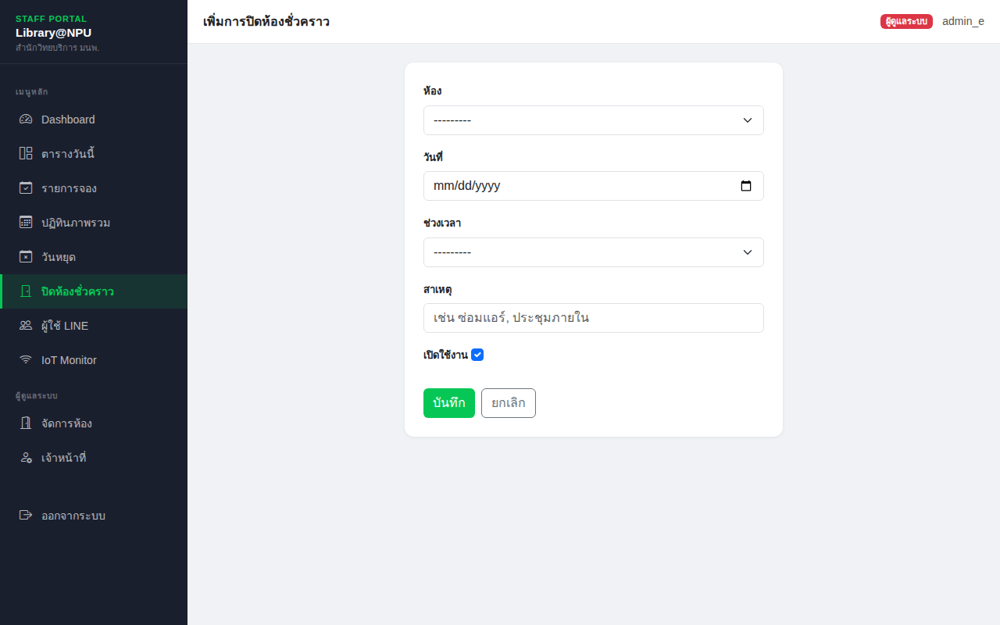 STAFF PORTAL
Library@NPU
สำนักวิทยบริการ มนพ.
เมนูหลัก
Dashboard
ตารางวันนี้
รายการจอง
ปฏิทินภาพรวม
วันหยุด
ปิดห้องชั่วคราว
ผู้ใช้ LINE
IoT Monitor
ผู้ดูแลระบบ
จัดการห้อง
เจ้าหน้าที่
ออกจากระบบ
เพิ่มการปิดห้องชั่วคราว
ผู้ดูแลระบบ admin_e
ห้อง
---------
วันที่
mm/dd/yyyy
ช่วงเวลา
---------
สาเหตุ
เช่น ซ่อมแอร์, ประชุมภายใน
เปิดใช้งาน
บันทึก ยกเลิก